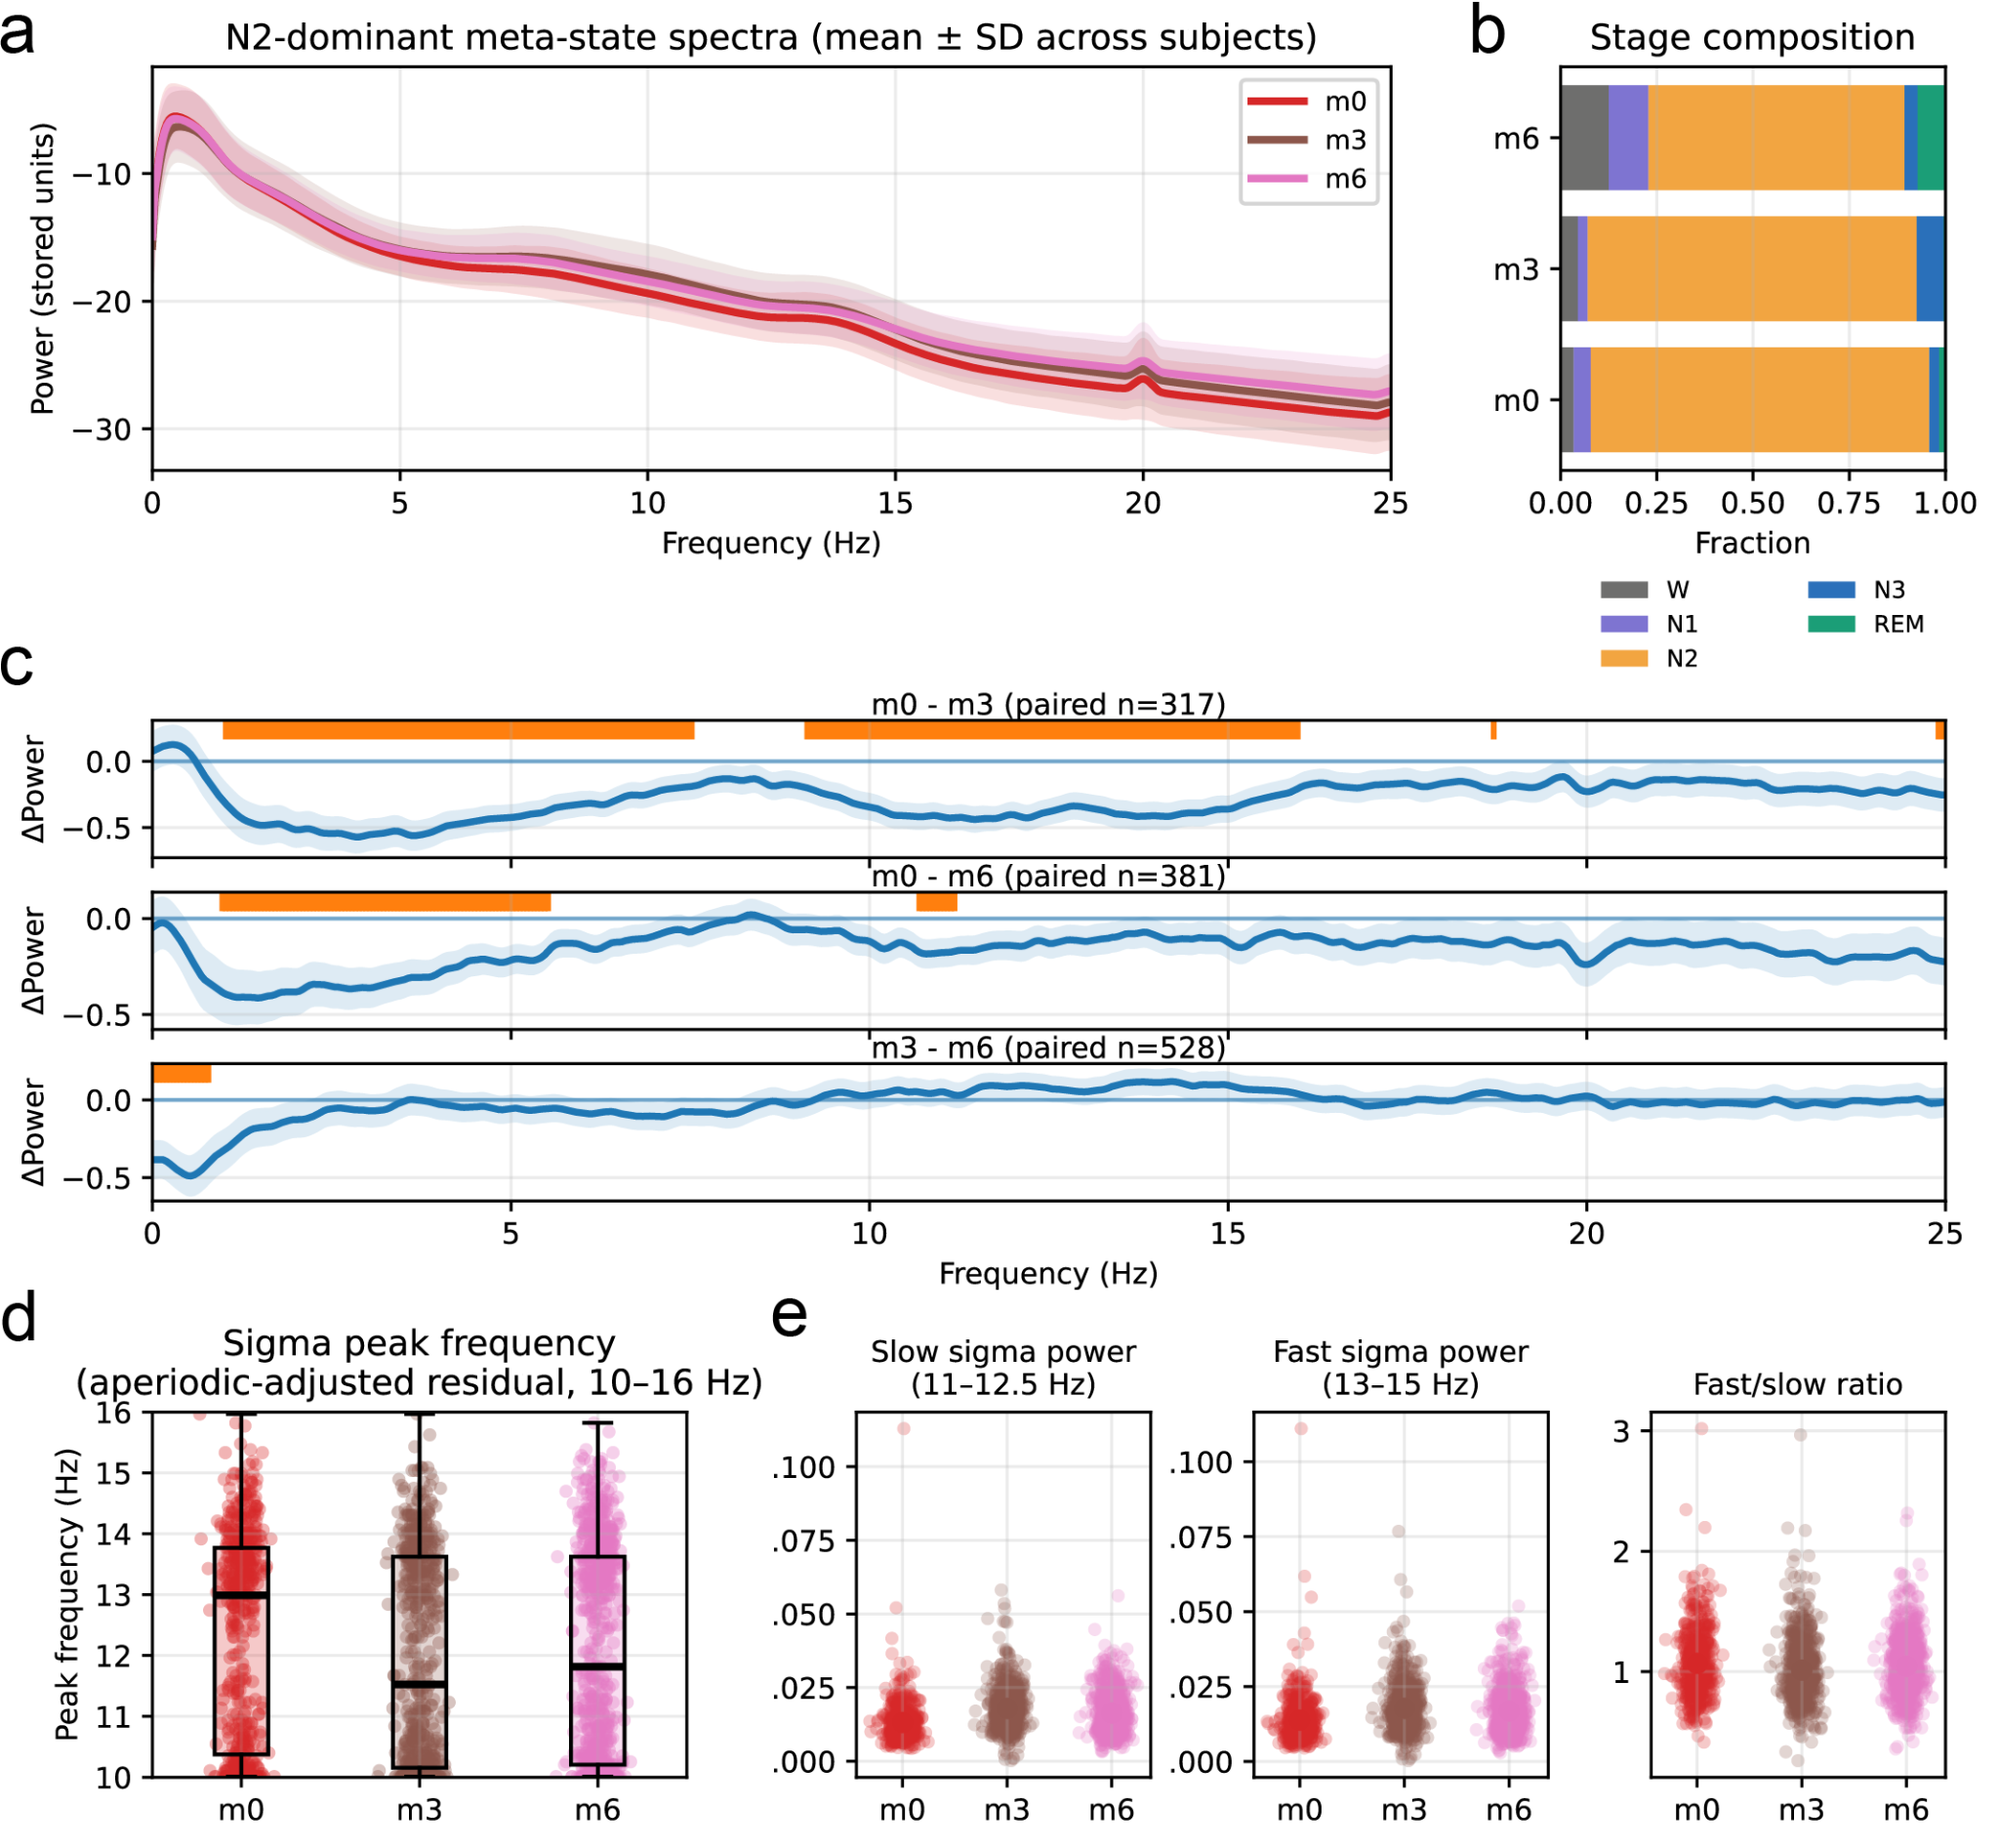 a
N2-dominant meta-state spectra (mean ± SD across subjects)
Power (stored units)
−10
−20
−30
m0
m3
m6
0 5 10 15 20 25
Frequency (Hz)
b
Stage composition
m6
m3
m0
0.00 0.25 0.50 0.75 1.00
Fraction
W
N1
N2
N3
REM
c
m0 - m3 (paired n=317)
ΔPower
0.0
−0.5
m0 - m6 (paired n=381)
ΔPower
0.0
−0.5
m3 - m6 (paired n=528)
ΔPower
0.0
−0.5
0 5 10 15 20 25
Frequency (Hz)
d
Sigma peak frequency
(aperiodic-adjusted residual, 10–16 Hz)
Peak frequency (Hz)
16
15
14
13
12
11
10
m0 m3 m6
e
Slow sigma power
(11–12.5 Hz)
.100
.075
.050
.025
.000
m0 m3 m6
Fast sigma power
(13–15 Hz)
.100
.075
.050
.025
.000
m0 m3 m6
Fast/slow ratio
3
2
1
m0 m3 m6